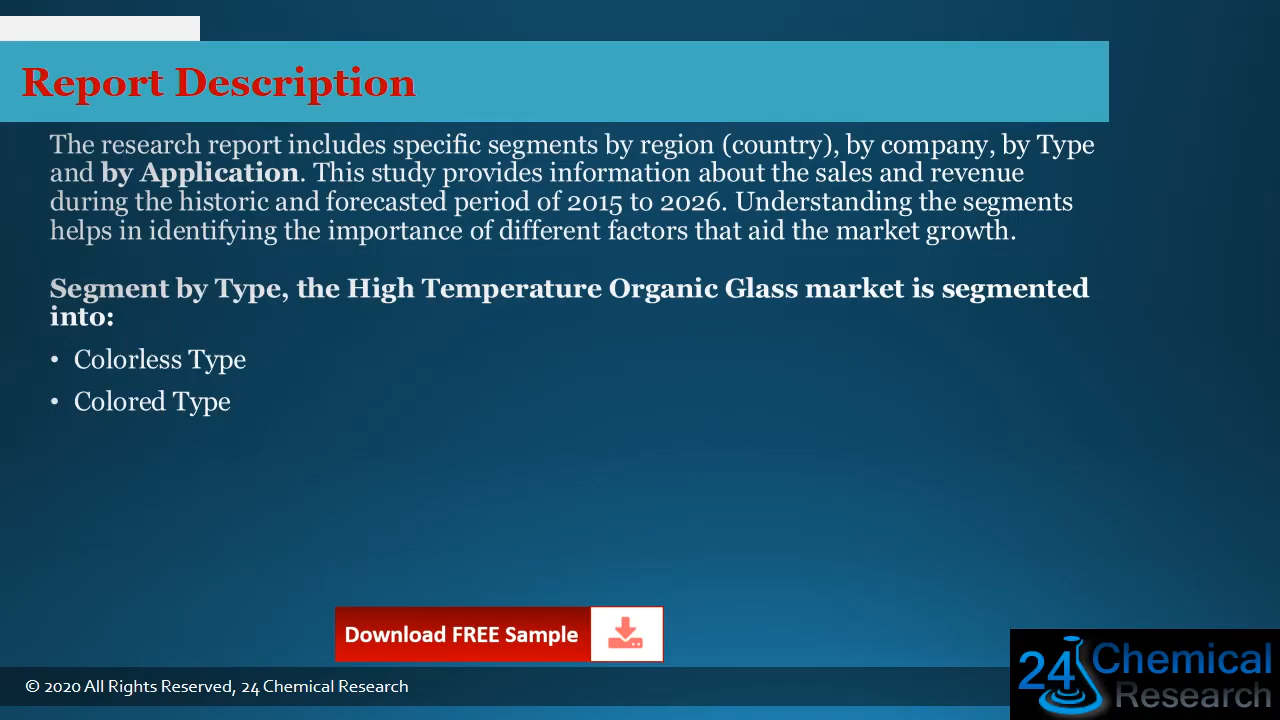 Report Description
The research report includes specific segments by region (country), by company, by Type
and by Application. This study provides information about the sales and revenue
during the historic and forecasted period of 2015 to 2026. Understanding the segments
helps in identifying the importance of different factors that aid the market growth.
Segment by Type, the High Temperature Organic Glass market is segmented
into:
• Colorless Type
• Colored Type
Download FREE Sample
© 2020 All Rights Reserved, 24 Chemical Research
24 Chemical
Research